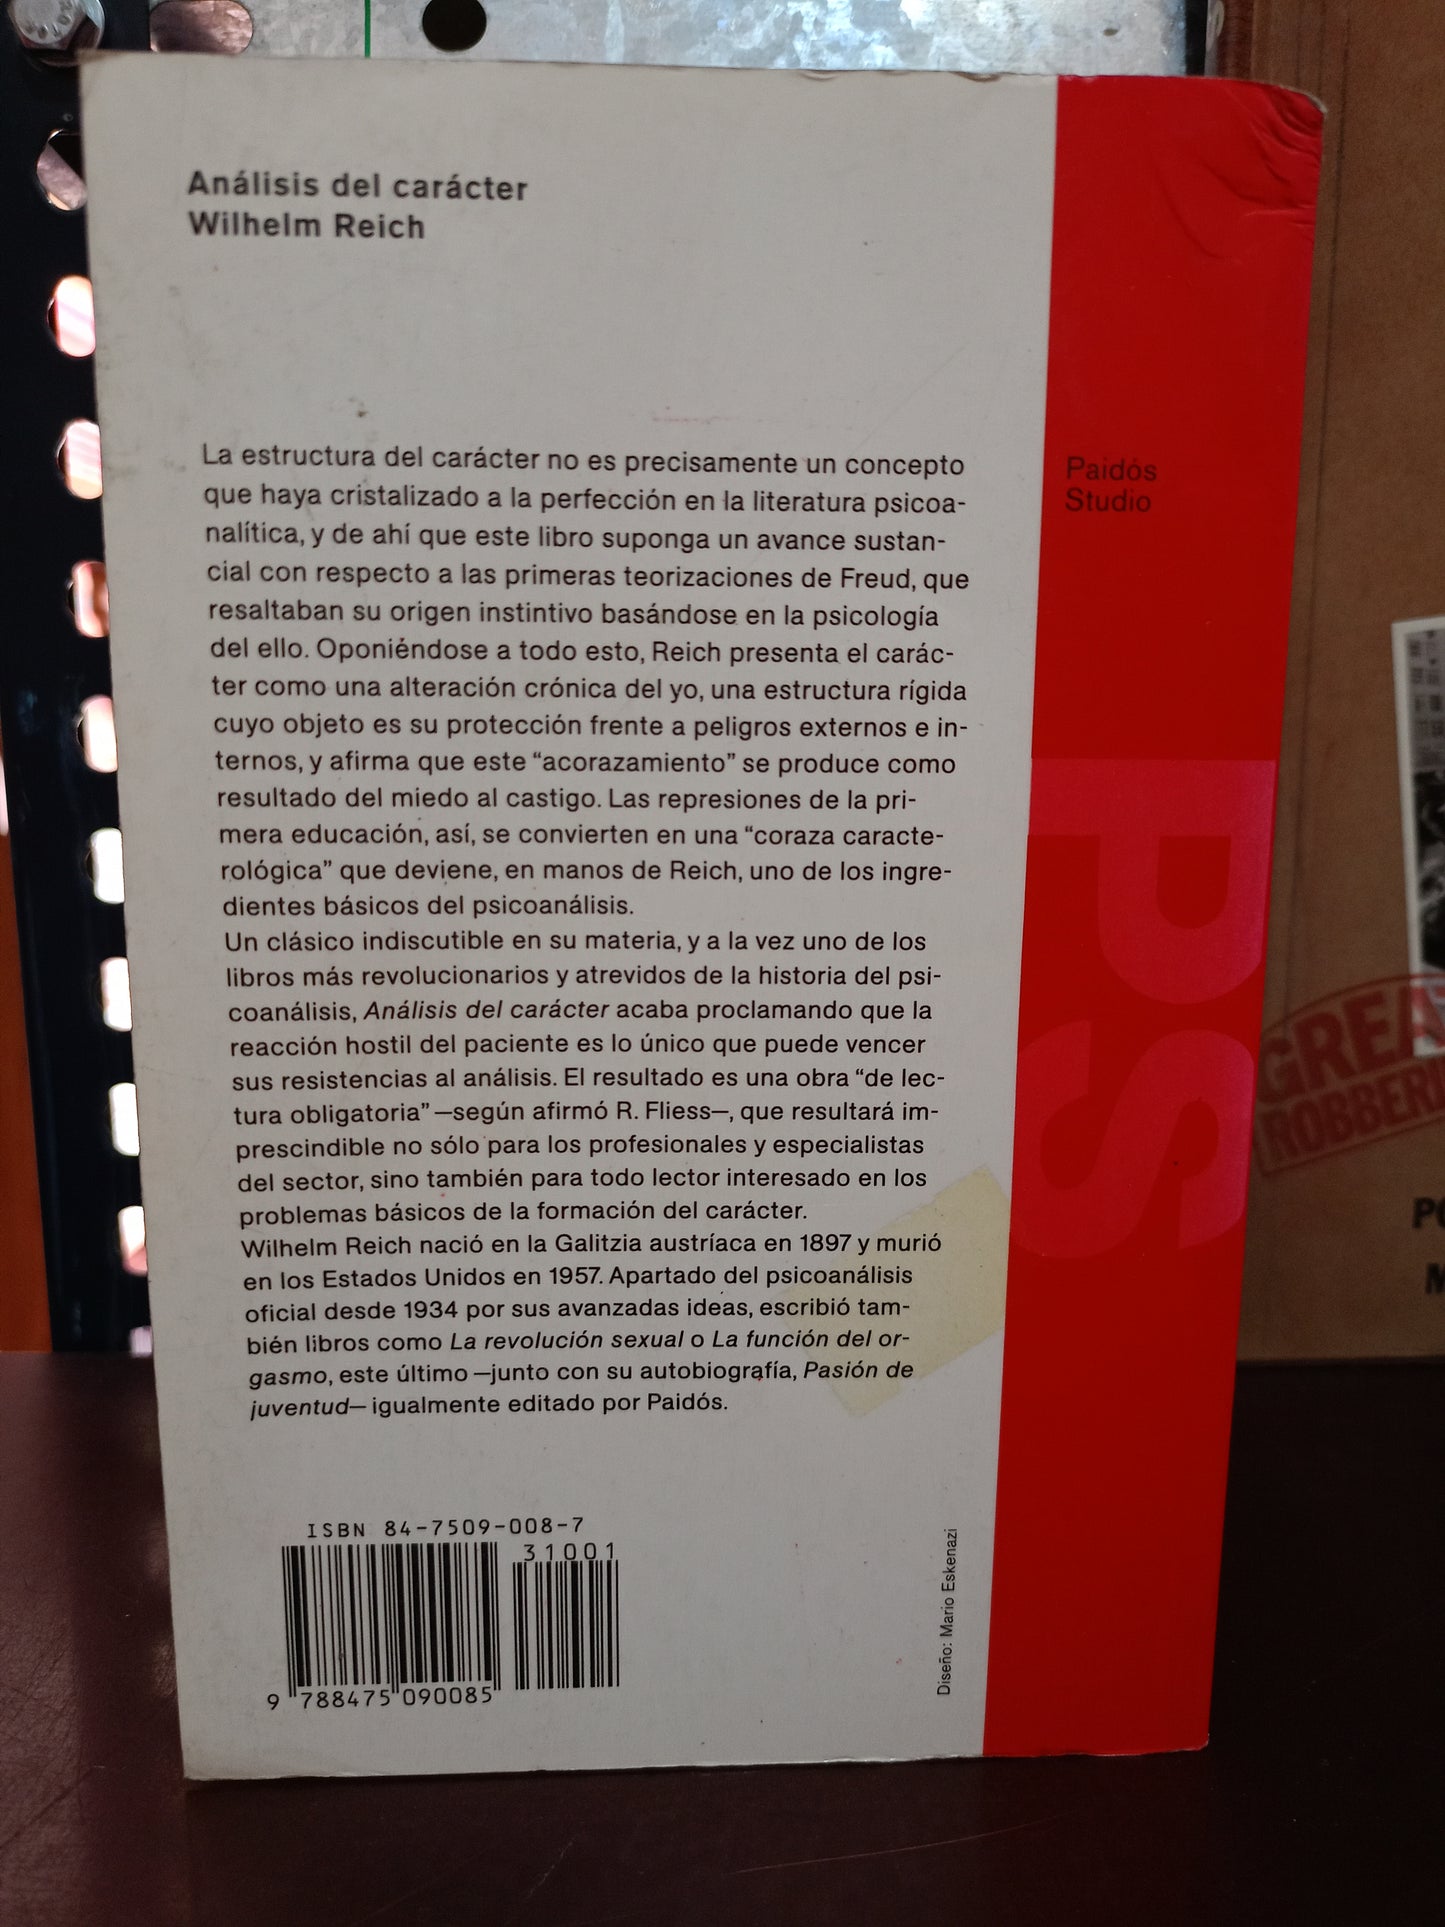 Análisis del carácter
Wilhelm Reich
La estructura del carácter no es precisamente un concepto
que haya cristalizado a la perfección en la literatura psicoa-
nalítica, y de ahí que este libro suponga un avance sustan-
cial con respecto a las primeras teorizaciones de Freud, que
resaltaban su origen instintivo basándose en la psicología
del ello. Oponiéndose a todo esto, Reich presenta el carác-
ter como una alteración crónica del yo, una estructura rígida
cuyo objeto es su protección frente a peligros externos e in-
ternos, y afirma que este “acorazamiento” se produce como
resultado del miedo al castigo. Las represiones de la pri-
mera educación, así, se convierten en una “coraza caracte-
rológica” que deviene, en manos de Reich, uno de los ingre-
dientes básicos del psicoanálisis.
Un clásico indiscutible en su materia, y a la vez uno de los
libros más revolucionarios y atrevidos de la historia del psi-
coanálisis, Análisis del carácter acaba proclamando que la
reacción hostil del paciente es lo único que puede vencer
sus resistencias al análisis. El resultado es una obra “de lec-
tura obligatoria” —según afirmó R. Fliess—, que resultará im-
prescindible no sólo para los profesionales y especialistas
del sector, sino también para todo lector interesado en los
problemas básicos de la formación del carácter.
Wilhelm Reich nació en la Galitzia austríaca en 1897 y murió
en los Estados Unidos en 1957. Apartado del psicoanálisis
oficial desde 1934 por sus avanzadas ideas, escribió tam-
bién libros como La revolución sexual o La función del or-
gasmo, este último —junto con su autobiografía, Pasión de
juventud— igualmente editado por Paidós.
ISBN 84-7509-008-7
31001
9 788475 090085
Diseño: Mario Eskenazi
Paidós
Studio
PS